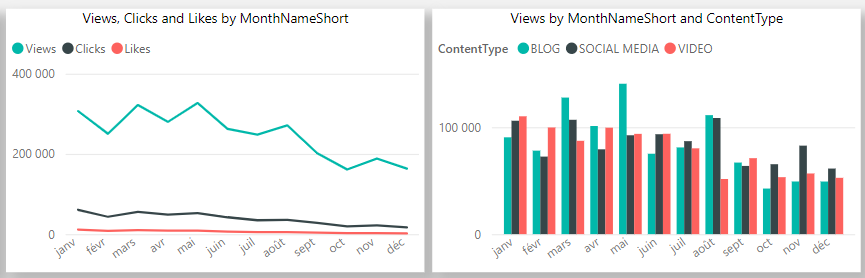 Views, Clicks and Likes by MonthNameShort
Views Clicks Likes
400 000
200 000
0
janv févr mars avr mai juin juil août sept oct nov déc
Views by MonthNameShort and ContentType
ContentType BLOG SOCIAL MEDIA VIDEO
100 000
0
janv févr mars avr mai juin juil août sept oct nov déc